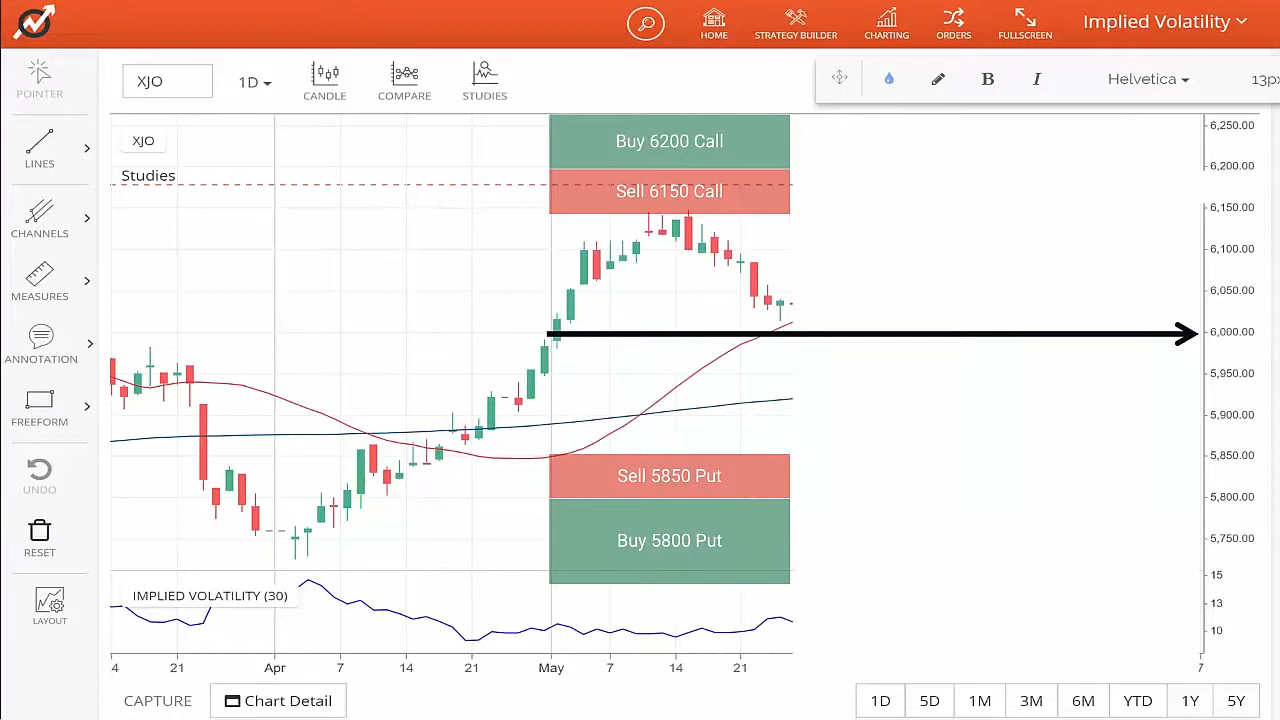 Implied Volatility
HOME
STRATEGY BUILDER
CHARTING
ORDERS
FULLSCREEN
POINTER
XJO
1D
CANDLE
COMPARE
STUDIES
B
I
Helvetica
13px
LINES
CHANNELS
MEASURES
ANNOTATION
FREEFORM
UNDO
RESET
LAYOUT
XJO
Studies
Buy 6200 Call
Sell 6150 Call
Sell 5850 Put
Buy 5800 Put
6,250.00
6,200.00
6,150.00
6,100.00
6,050.00
6,000.00
5,950.00
5,900.00
5,850.00
5,800.00
5,750.00
IMPLIED VOLATILITY (30)
15
13
10
4 21 Apr 7 14 21 May 7 14 21 7
CAPTURE
Chart Detail
1D 5D 1M 3M 6M YTD 1Y 5Y